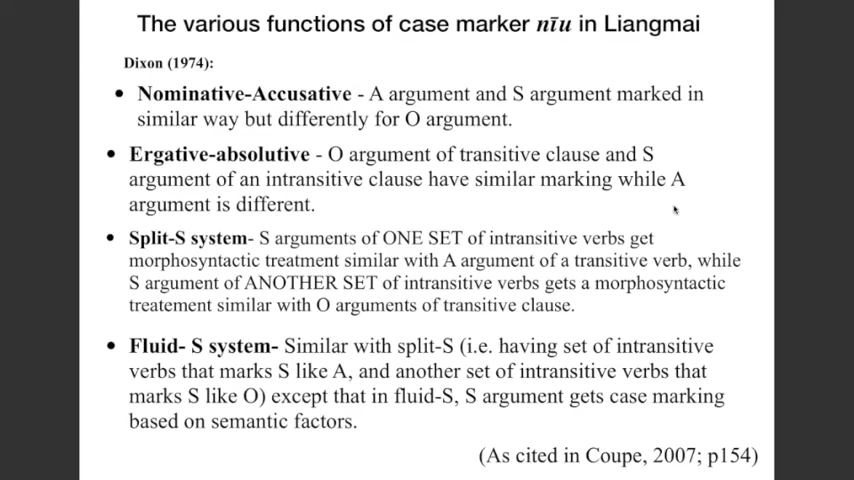 The various functions of case marker nīu in Liangmai
Dixon (1974):
• Nominative-Accusative - A argument and S argument marked in
similar way but differently for O argument.
• Ergative-absolutive - O argument of transitive clause and S
argument of an intransitive clause have similar marking while A
argument is different.
• Split-S system- S arguments of ONE SET of intransitive verbs get
morphosyntactic treatment similar with A argument of a transitive verb, while
S argument of ANOTHER SET of intransitive verbs gets a morphosyntactic
treatement similar with O arguments of transitive clause.
• Fluid- S system- Similar with split-S (i.e. having set of intransitive
verbs that marks S like A, and another set of intransitive verbs that
marks S like O) except that in fluid-S, S argument gets case marking
based on semantic factors.
(As cited in Coupe, 2007; p154)